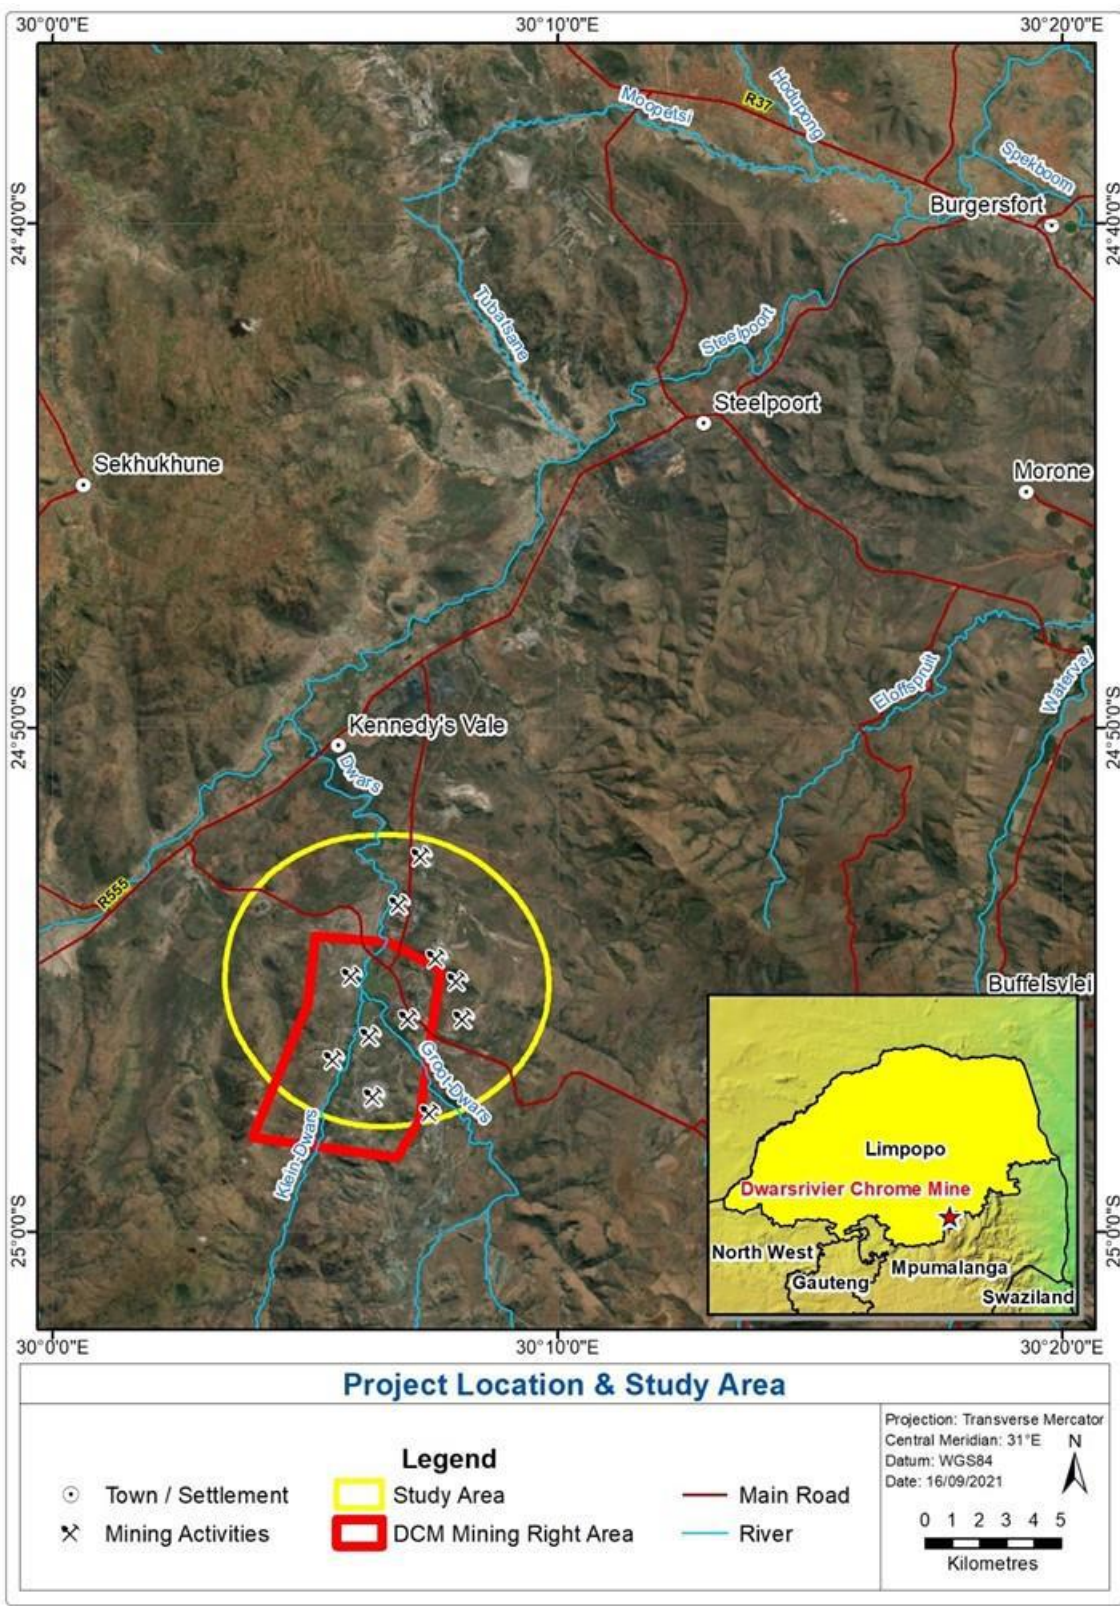 30°0'0"E
30°10'0"E
30°20'0"E
Moopetsi
R37
Hodupong
Spekboom
Burgersfort
24°40'0"S
24°40'0"S
Tubatsane
Steelpoort
Steelpoort
Sekhukhune
Morone
Eloffspruit
Waterval
24°50'0"S
24°50'0"S
Kennedy's Vale
Dwars
R555
Buffelsvlei
Groot-Dwars
Klein-Dwars
Limpopo
Dwarsrivier Chrome Mine
North West
Mpumalanga
Gauteng
Swaziland
25°0'0"S
25°0'0"S
30°0'0"E
30°10'0"E
30°20'0"E
Project Location & Study Area
Legend
Town / Settlement
Study Area
Main Road
Mining Activities
DCM Mining Right Area
River
Projection: Transverse Mercator
Central Meridian: 31°E
N
Datum: WGS84
Date: 16/09/2021
0 1 2 3 4 5
Kilometres